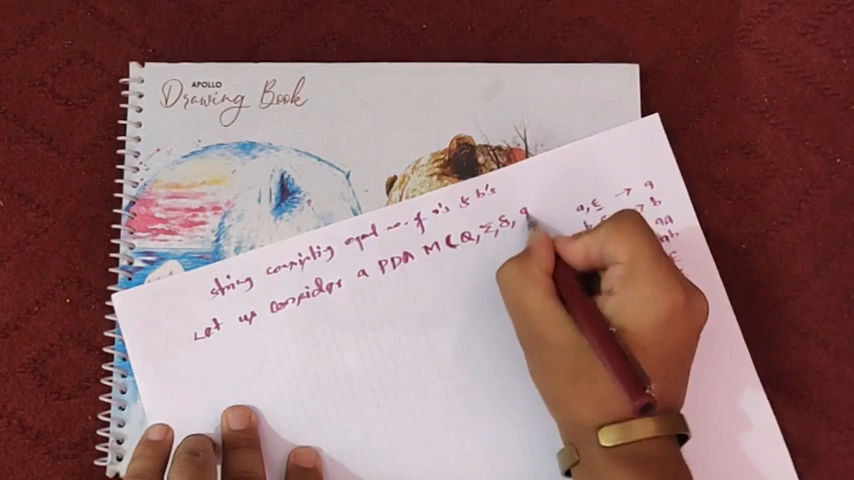 APOLLO
Drawing Book
string consisting equal no. of a's & b's
Let us consider a PDA M (Q, Σ, δ, q
a, ε → a
→ b